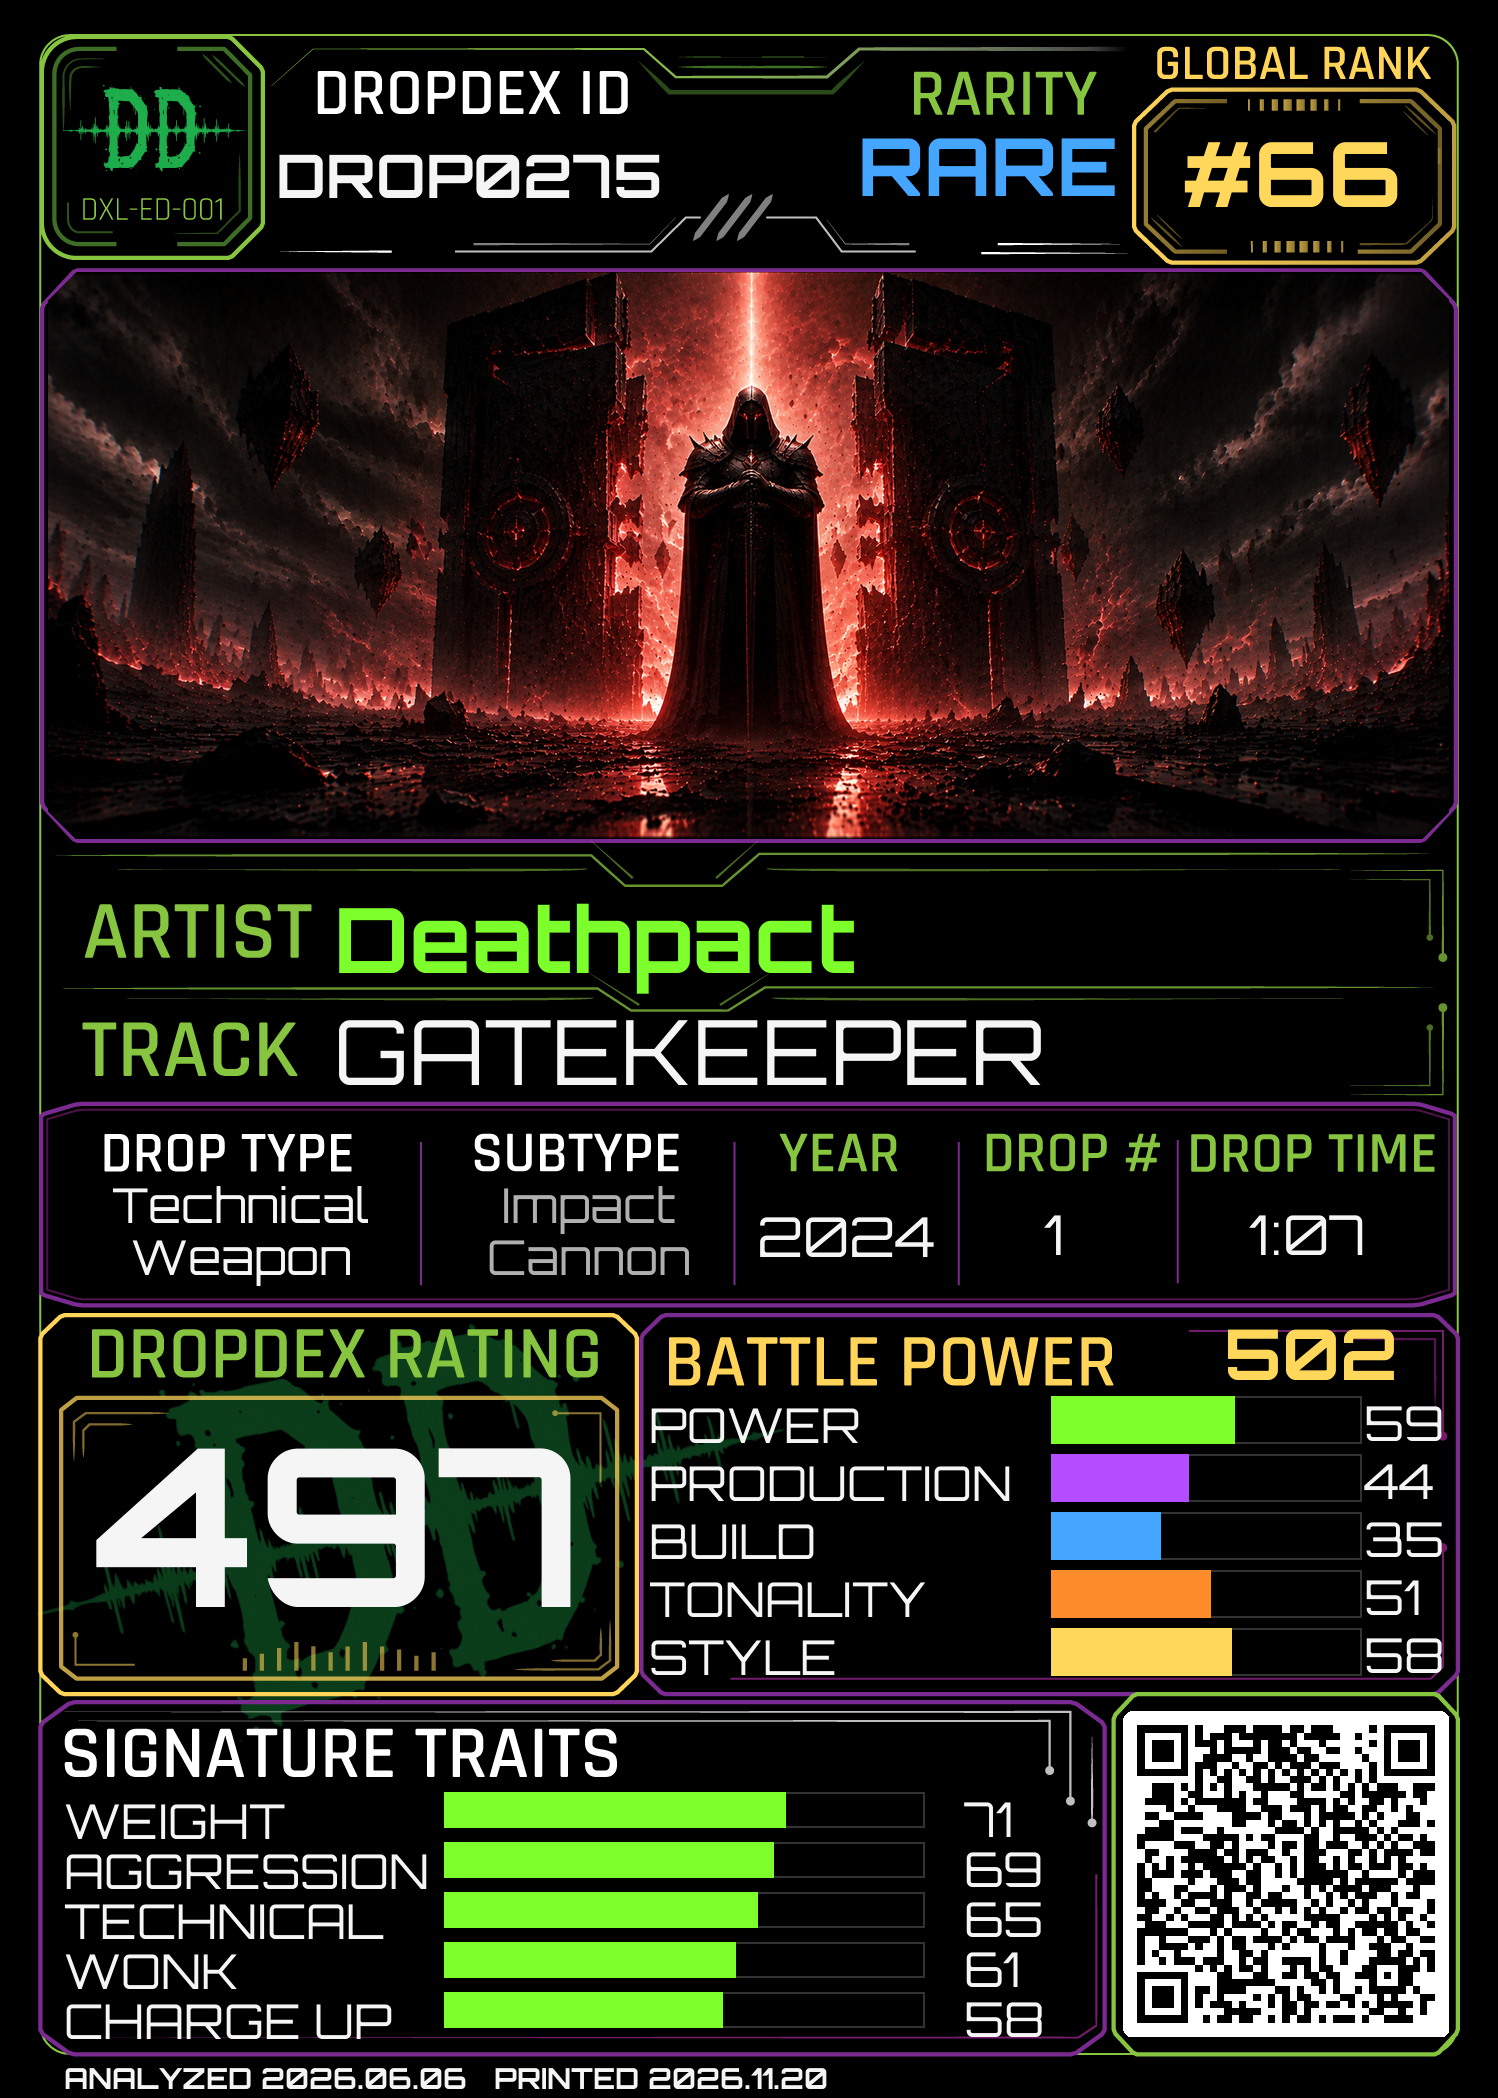 DD
DXL-ED-001
DROPDEX ID
DROP0275
RARITY
RARE
GLOBAL RANK
#66
ARTIST Deathpact
TRACK GATEKEEPER
DROP TYPE
Technical
Weapon
SUBTYPE
Impact
Cannon
YEAR
2024
DROP #
1
DROP TIME
1:07
DROPDEX RATING
497
BATTLE POWER 502
POWER 59
PRODUCTION 44
BUILD 35
TONALITY 51
STYLE 58
SIGNATURE TRAITS
WEIGHT 71
AGGRESSION 69
TECHNICAL 65
WONK 61
CHARGE UP 58
ANALYZED 2026.06.06 PRINTED 2026.11.20